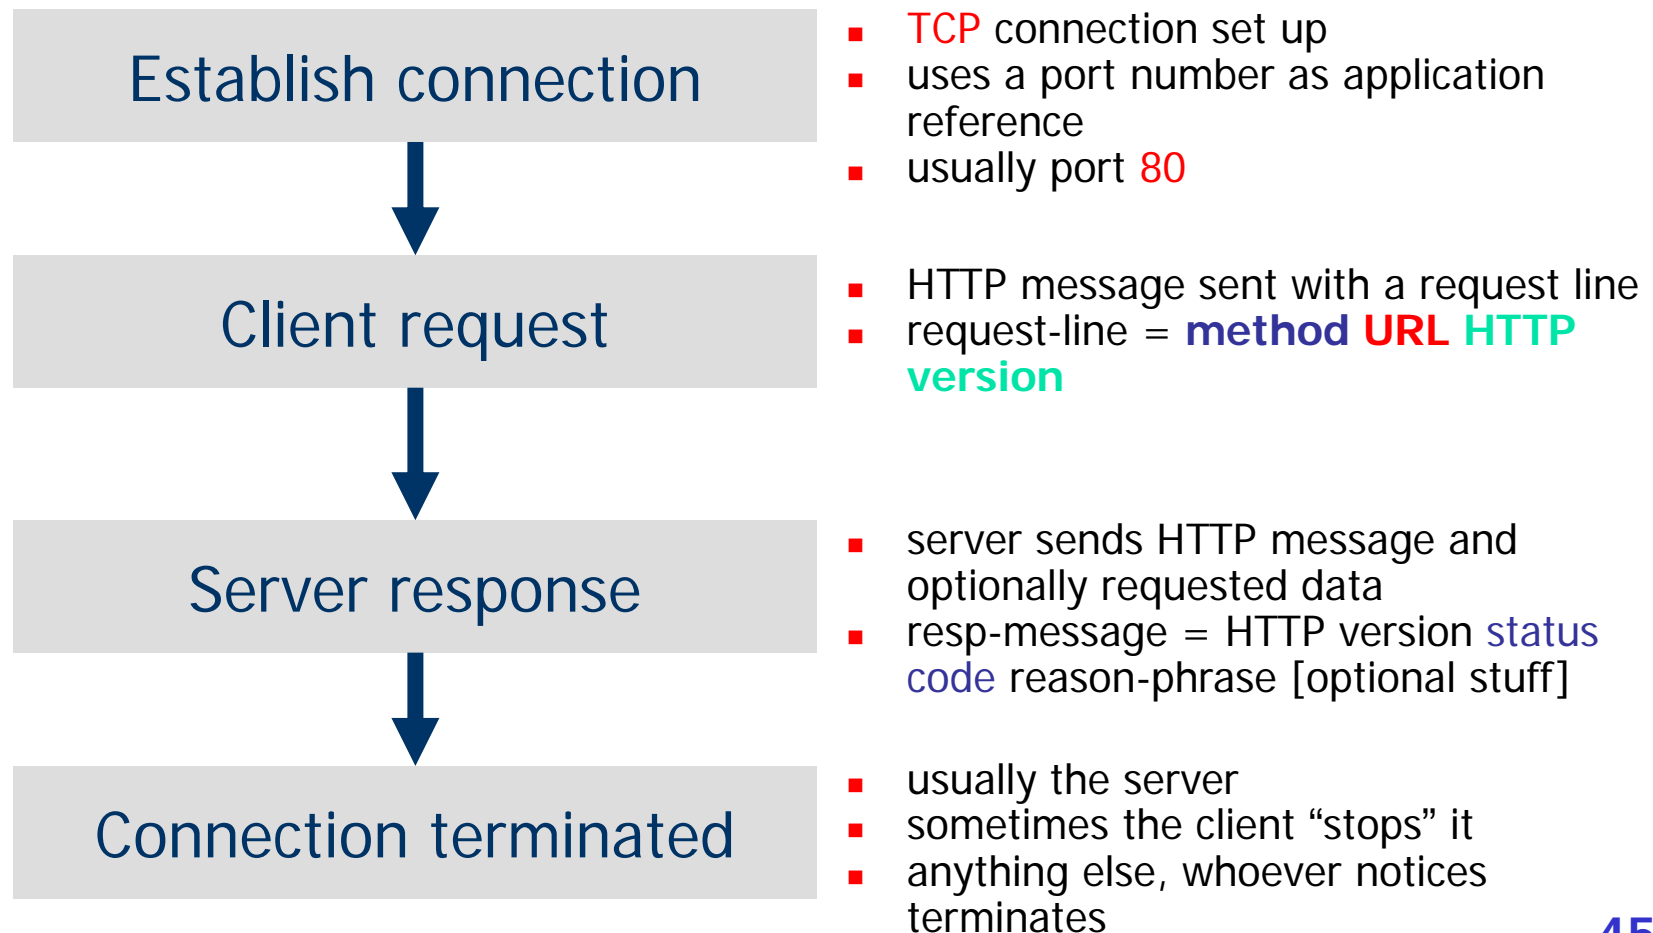 Establish connection
■ TCP connection set up
■ uses a port number as application
reference
■ usually port 80
Client request
■ HTTP message sent with a request line
■ request-line = method URL HTTP
version
Server response
■ server sends HTTP message and
optionally requested data
■ resp-message = HTTP version status
code reason-phrase [optional stuff]
Connection terminated
■ usually the server
■ sometimes the client “stops” it
■ anything else, whoever notices
terminates
45